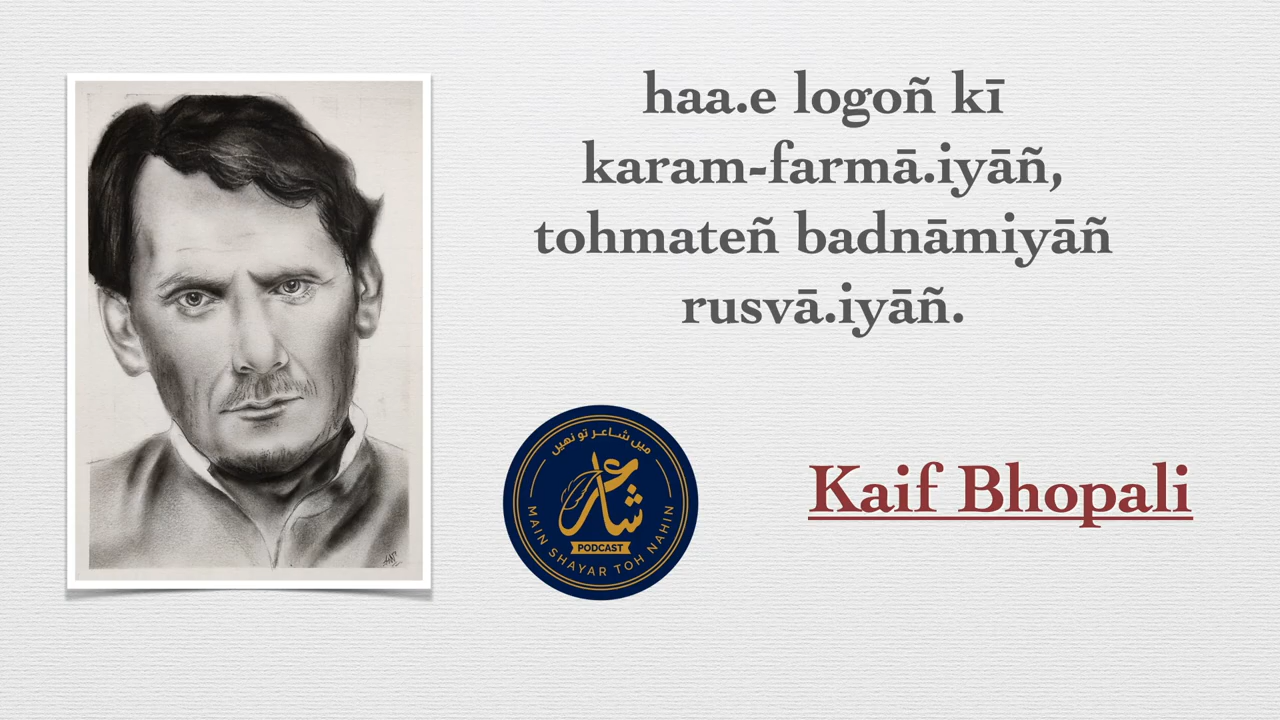 haa.e logoñ kī
karam-farmā.iyāñ,
tohmateñ badnāmiyāñ
rusvā.iyāñ.
میں شاعر تو نہیں
شاعر
PODCAST
MAIN SHAYAR TOH NAHIN
Kaif Bhopali